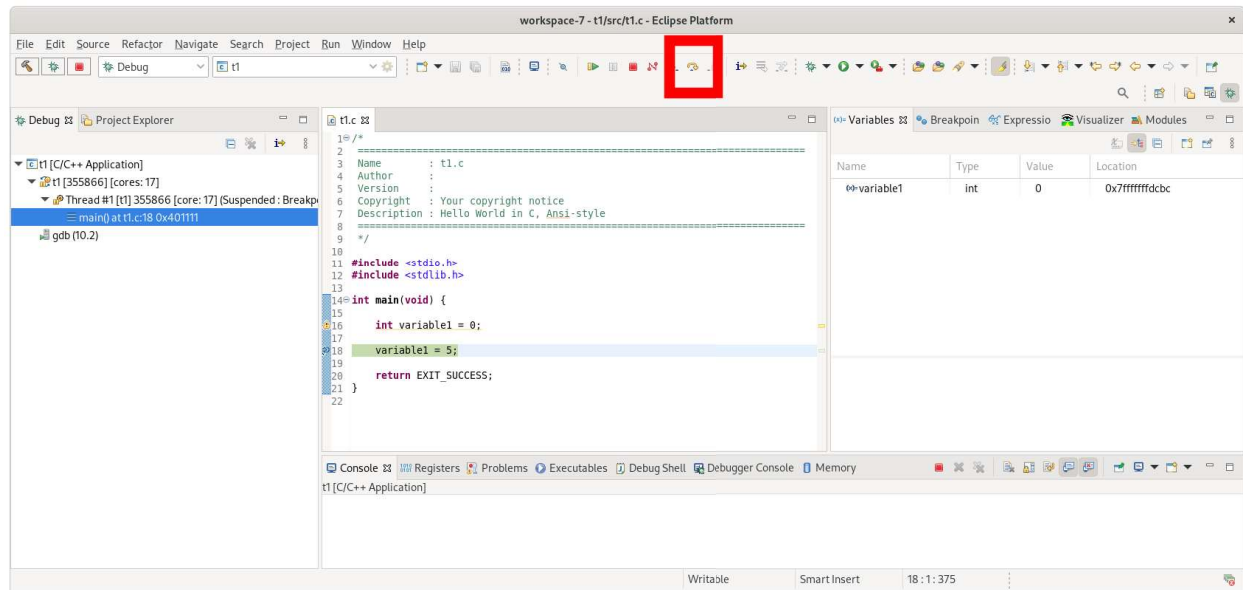 workspace-7 - t1/src/t1.c - Eclipse Platform
File Edit Source Refactor Navigate Search Project Run Window Help
Debug t1
Debug Project Explorer
t1 [C/C++ Application]
t1 [355866] [cores: 17]
Thread #1 [t1] 355866 [core: 17] (Suspended : Breakp
main() at t1.c:18 0x401111
gdb (10.2)
t1.c
1 /*
2 ============================================================================
3 Name : t1.c
4 Author :
5 Version :
6 Copyright : Your copyright notice
7 Description : Hello World in C, Ansi-style
8 ============================================================================
9 */
10
11 #include <stdio.h>
12 #include <stdlib.h>
13
14 int main(void) {
15
16 int variable1 = 0;
17
18 variable1 = 5;
19
20 return EXIT_SUCCESS;
21 }
22
(x)= Variables Breakpoin Expressio Visualizer Modules
Name Type Value Location
(x)= variable1 int 0 0x7fffffffdcbc
Console Registers Problems Executables Debug Shell Debugger Console Memory
t1 [C/C++ Application]
Writable Smart Insert 18 : 1 : 375